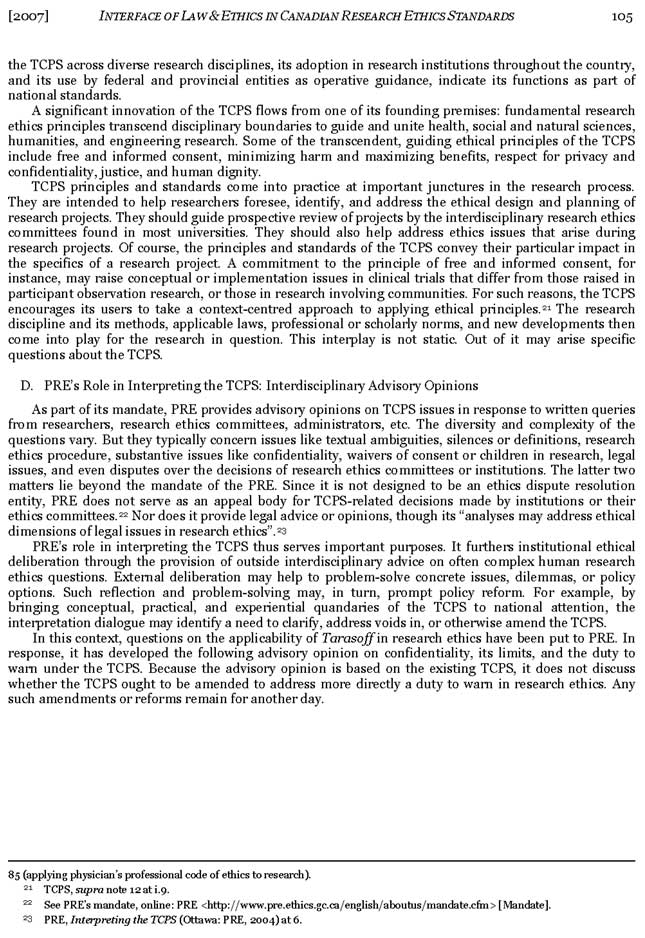 [2007] INTERFACE OF LAW & ETHICS IN CANADIAN RESEARCH ETHICS STANDARDS 105
the TCPS across diverse research disciplines, its adoption in research institutions throughout the country,
and its use by federal and provincial entities as operative guidance, indicate its functions as part of
national standards.
A significant innovation of the TCPS flows from one of its founding premises: fundamental research
ethics principles transcend disciplinary boundaries to guide and unite health, social and natural sciences,
humanities, and engineering research. Some of the transcendent, guiding ethical principles of the TCPS
include free and informed consent, minimizing harm and maximizing benefits, respect for privacy and
confidentiality, justice, and human dignity.
TCPS principles and standards come into practice at important junctures in the research process.
They are intended to help researchers foresee, identify, and address the ethical design and planning of
research projects. They should guide prospective review of projects by the interdisciplinary research ethics
committees found in most universities. They should also help address ethics issues that arise during
research projects. Of course, the principles and standards of the TCPS convey their particular impact in
the specifics of a research project. A commitment to the principle of free and informed consent, for
instance, may raise conceptual or implementation issues in clinical trials that differ from those raised in
participant observation research, or those in research involving communities. For such reasons, the TCPS
encourages its users to take a context-centred approach to applying ethical principles.21 The research
discipline and its methods, applicable laws, professional or scholarly norms, and new developments then
come into play for the research in question. This interplay is not static. Out of it may arise specific
questions about the TCPS.
D. PRE's Role in Interpreting the TCPS: Interdisciplinary Advisory Opinions
As part of its mandate, PRE provides advisory opinions on TCPS issues in response to written queries
from researchers, research ethics committees, administrators, etc. The diversity and complexity of the
questions vary. But they typically concern issues like textual ambiguities, silences or definitions, research
ethics procedure, substantive issues like confidentiality, waivers of consent or children in research, legal
issues, and even disputes over the decisions of research ethics committees or institutions. The latter two
matters lie beyond the mandate of the PRE. Since it is not designed to be an ethics dispute resolution
entity, PRE does not serve as an appeal body for TCPS-related decisions made by institutions or their
ethics committees.22 Nor does it provide legal advice or opinions, though its "analyses may address ethical
dimensions of legal issues in research ethics".23
PRE's role in interpreting the TCPS thus serves important purposes. It furthers institutional ethical
deliberation through the provision of outside interdisciplinary advice on often complex human research
ethics questions. External deliberation may help to problem-solve concrete issues, dilemmas, or policy
options. Such reflection and problem-solving may, in turn, prompt policy reform. For example, by
bringing conceptual, practical, and experiential quandaries of the TCPS to national attention, the
interpretation dialogue may identify a need to clarify, address voids in, or otherwise amend the TCPS.
In this context, questions on the applicability of Tarasoff in research ethics have been put to PRE. In
response, it has developed the following advisory opinion on confidentiality, its limits, and the duty to
warn under the TCPS. Because the advisory opinion is based on the existing TCPS, it does not discuss
whether the TCPS ought to be amended to address more directly a duty to warn in research ethics. Any
such amendments or reforms remain for another day.
85 (applying physician's professional code of ethics to research).
21 TCPS, supra note 12 at i.9.
22 See PRE's mandate, online: PRE <http://www.pre.ethics.gc.ca/english/aboutus/mandate.cfm> [Mandate].
23 PRE, Interpreting the TCPS (Ottawa: PRE, 2004) at 6.